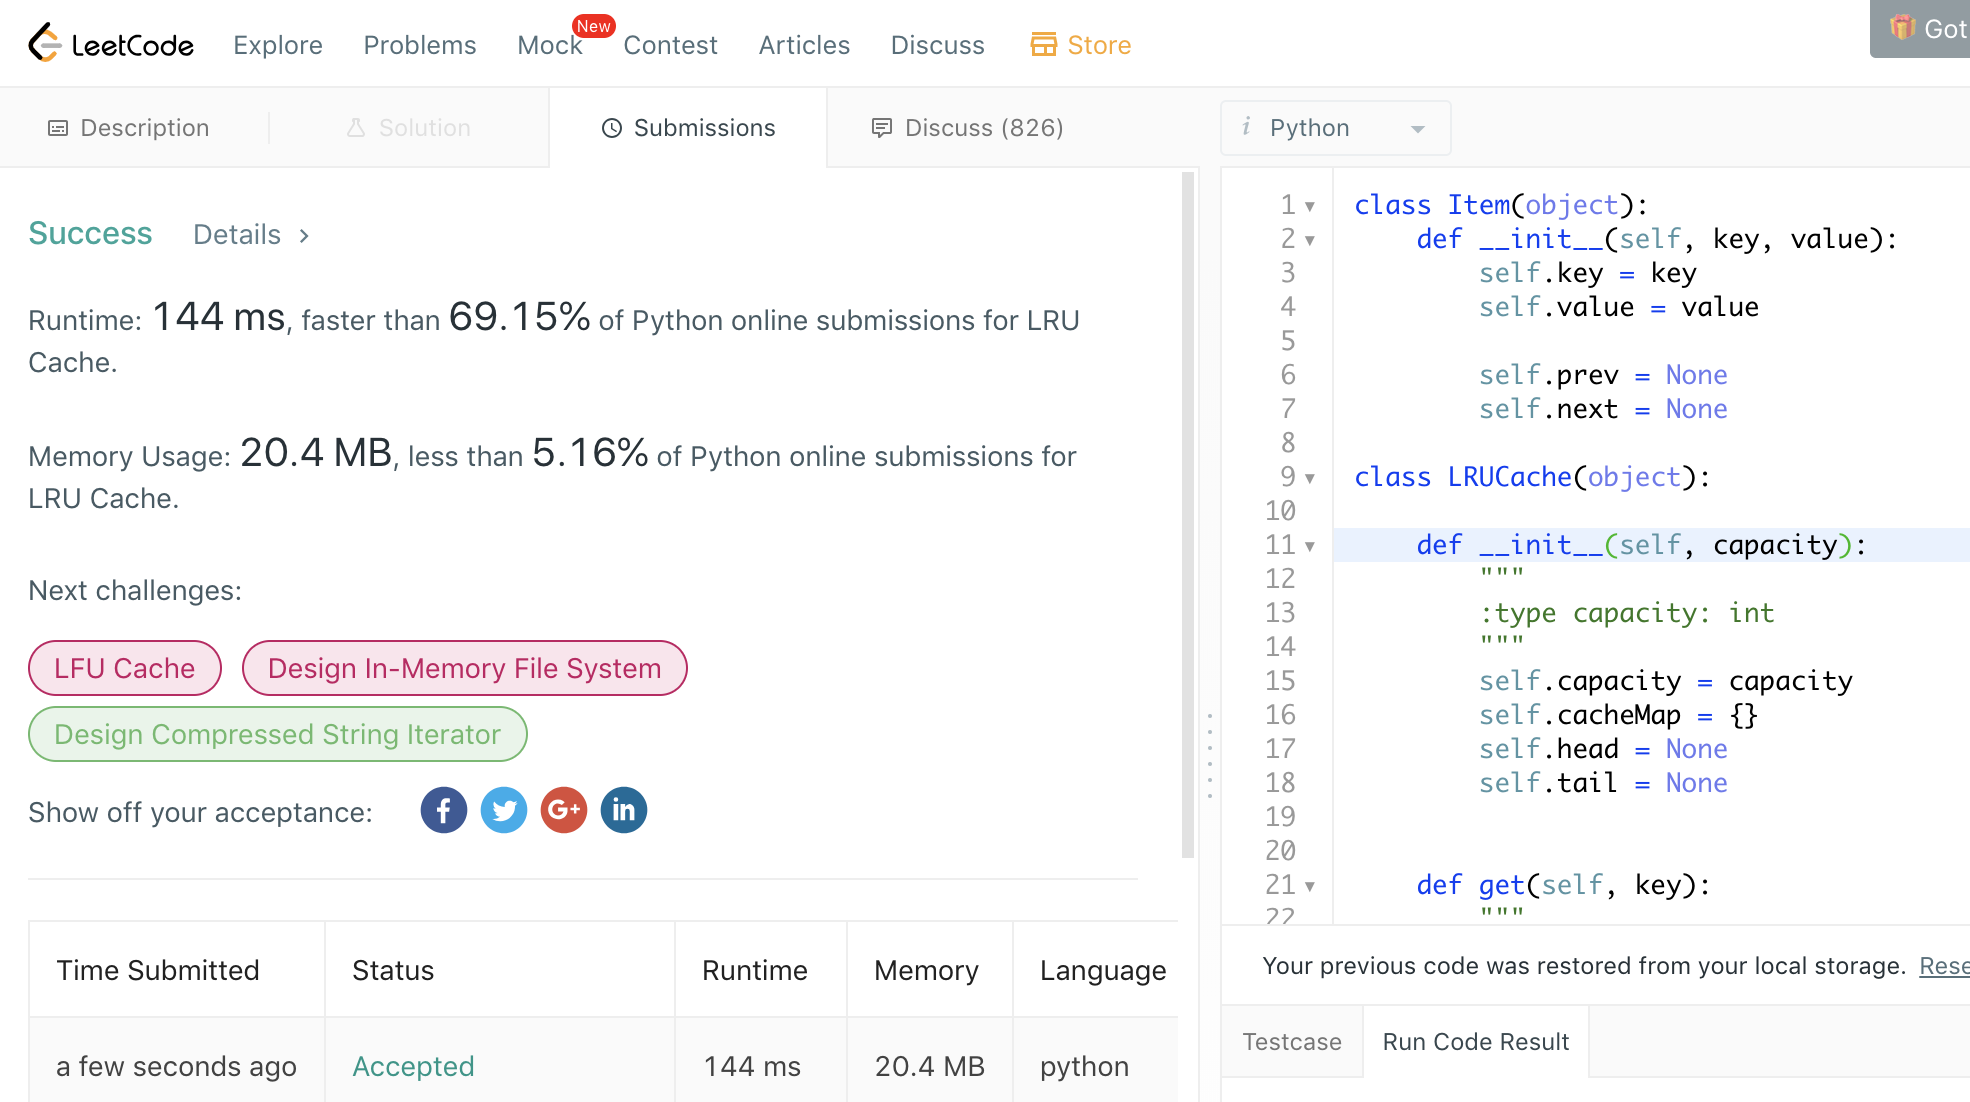 LeetCode Explore Problems Mock New Contest Articles Discuss Store Got
Description Solution Submissions Discuss (826)
Success Details >
Runtime: 144 ms, faster than 69.15% of Python online submissions for LRU
Cache.
Memory Usage: 20.4 MB, less than 5.16% of Python online submissions for
LRU Cache.
Next challenges:
LFU Cache Design In-Memory File System
Design Compressed String Iterator
Show off your acceptance: f G+ in
Time Submitted Status Runtime Memory Language
a few seconds ago Accepted 144 ms 20.4 MB python
i Python
1 class Item(object):
2     def __init__(self, key, value):
3         self.key = key
4         self.value = value
5
6         self.prev = None
7         self.next = None
8
9 class LRUCache(object):
10
11     def __init__(self, capacity):
12         """
13         :type capacity: int
14         """
15         self.capacity = capacity
16         self.cacheMap = {}
17         self.head = None
18         self.tail = None
19
20
21     def get(self, key):
22         """
Your previous code was restored from your local storage. Rese
Testcase Run Code Result